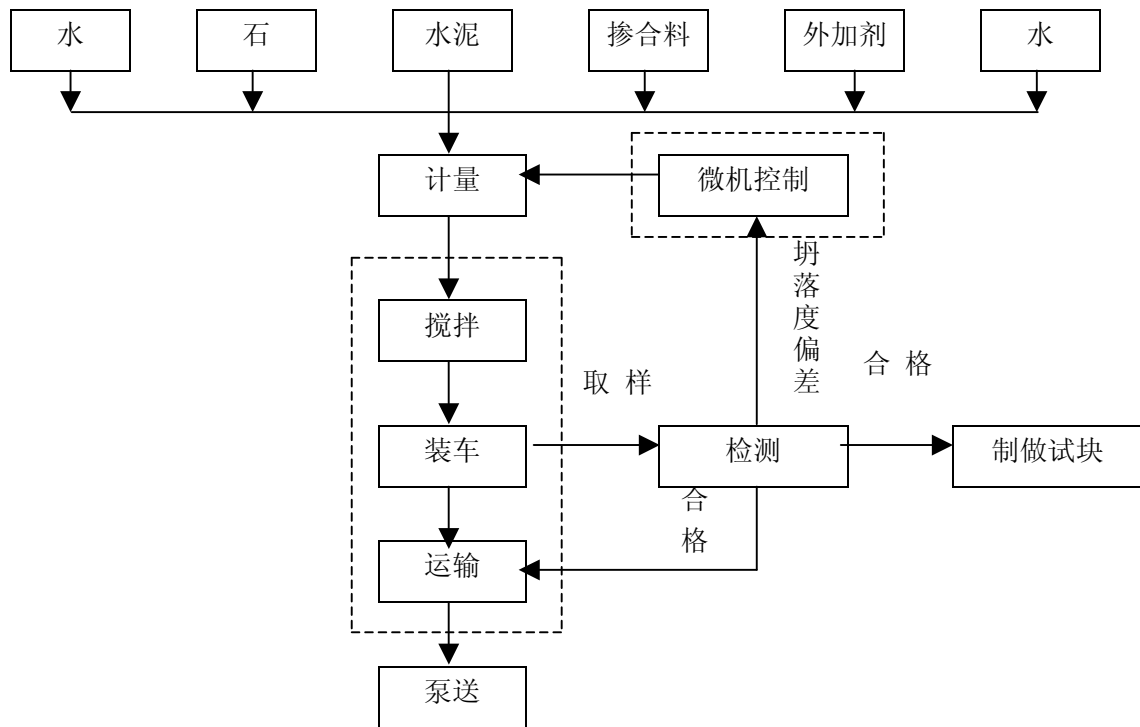 水
石
水泥
掺合料
外加剂
水
计量
微机控制
坍落度偏差
搅拌
取 样
合 格
装车
检测
制做试块
合格
运输
泵送